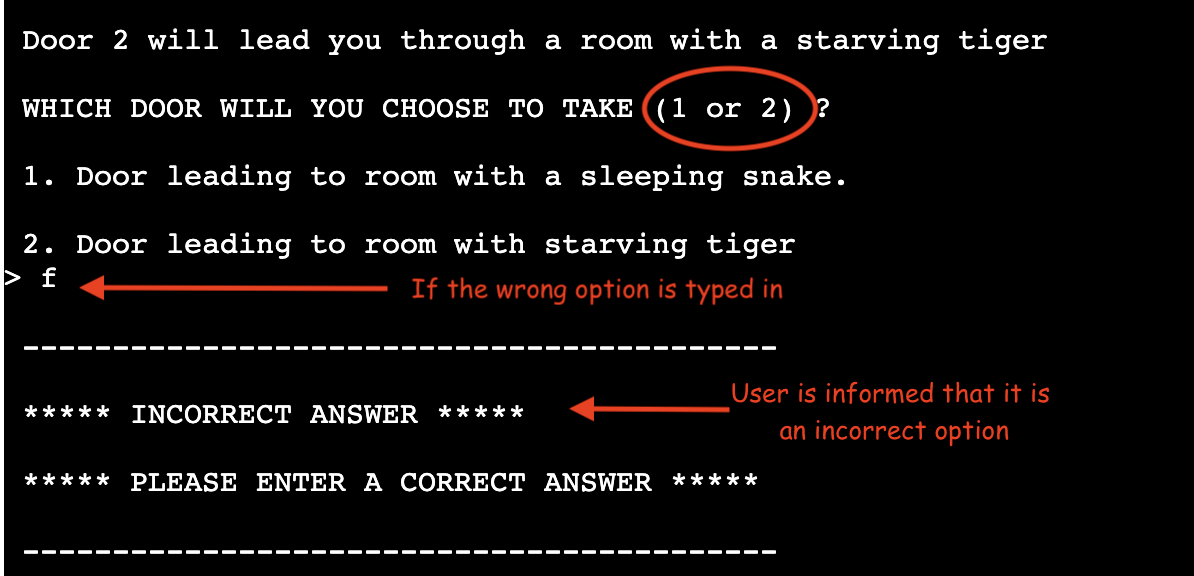 Door 2 will lead you through a room with a starving tiger
WHICH DOOR WILL YOU CHOOSE TO TAKE (1 or 2) ?
1. Door leading to room with a sleeping snake.
2. Door leading to room with starving tiger
> f
If the wrong option is typed in
------------------------------------------
***** INCORRECT ANSWER *****
User is informed that it is
an incorrect option
***** PLEASE ENTER A CORRECT ANSWER *****
------------------------------------------